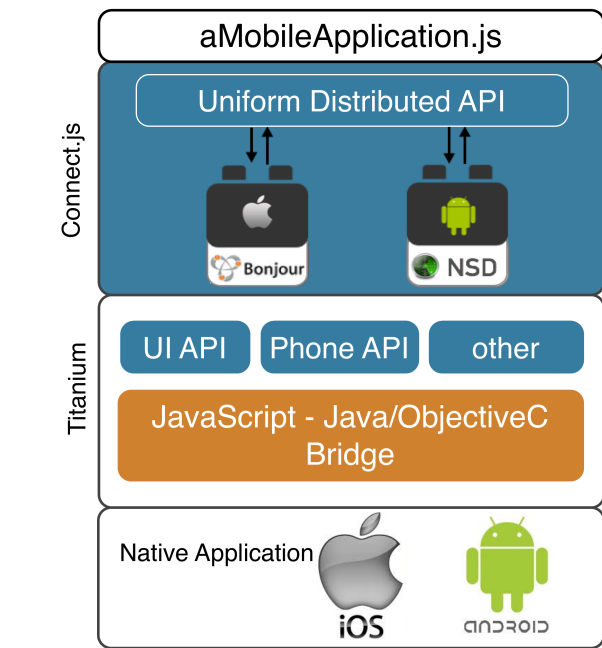 aMobileApplication.js
Connect.js
Uniform Distributed API
Bonjour
NSD
Titanium
UI API
Phone API
other
JavaScript - Java/ObjectiveC
Bridge
Native Application
iOS
ANDROID